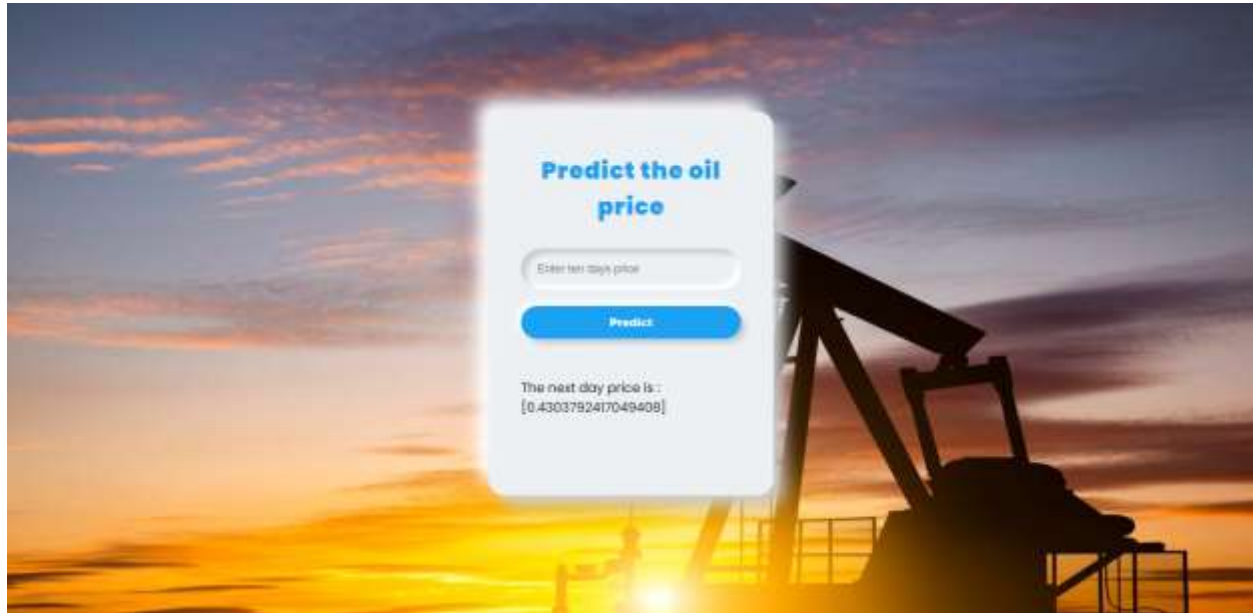 Predict the oil
price
Enter ten days price
Predict
The next day price is :
[0.4303792417049408]